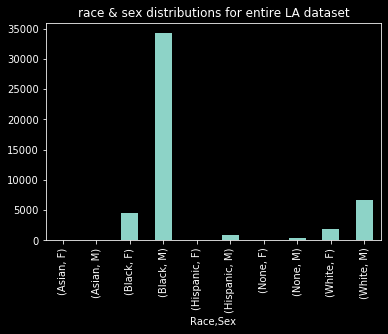 race & sex distributions for entire LA dataset
35000
30000
25000
20000
15000
10000
5000
0
(Asian, F)
(Asian, M)
(Black, F)
(Black, M)
(Hispanic, F)
(Hispanic, M)
(None, F)
(None, M)
(White, F)
(White, M)
Race,Sex